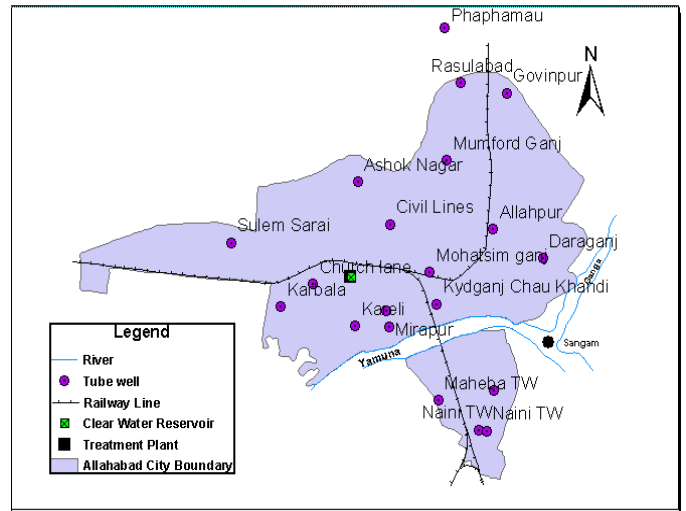 Phaphamau
N
Rasulabad
Govinpur
Mumford Ganj
Ashok Nagar
Civil Lines
Allahpur
Sulem Sarai
Daraganj
Mohatsim ganj
Church lane
Ganga
Karbala
Kydganj Chau Khandi
Kareli
Mirapur
Sangam
Yamuna
Maheba TW
Naini TW
Naini TW
Legend
River
Tube well
Railway Line
Clear Water Reservoir
Treatment Plant
Allahabad City Boundary